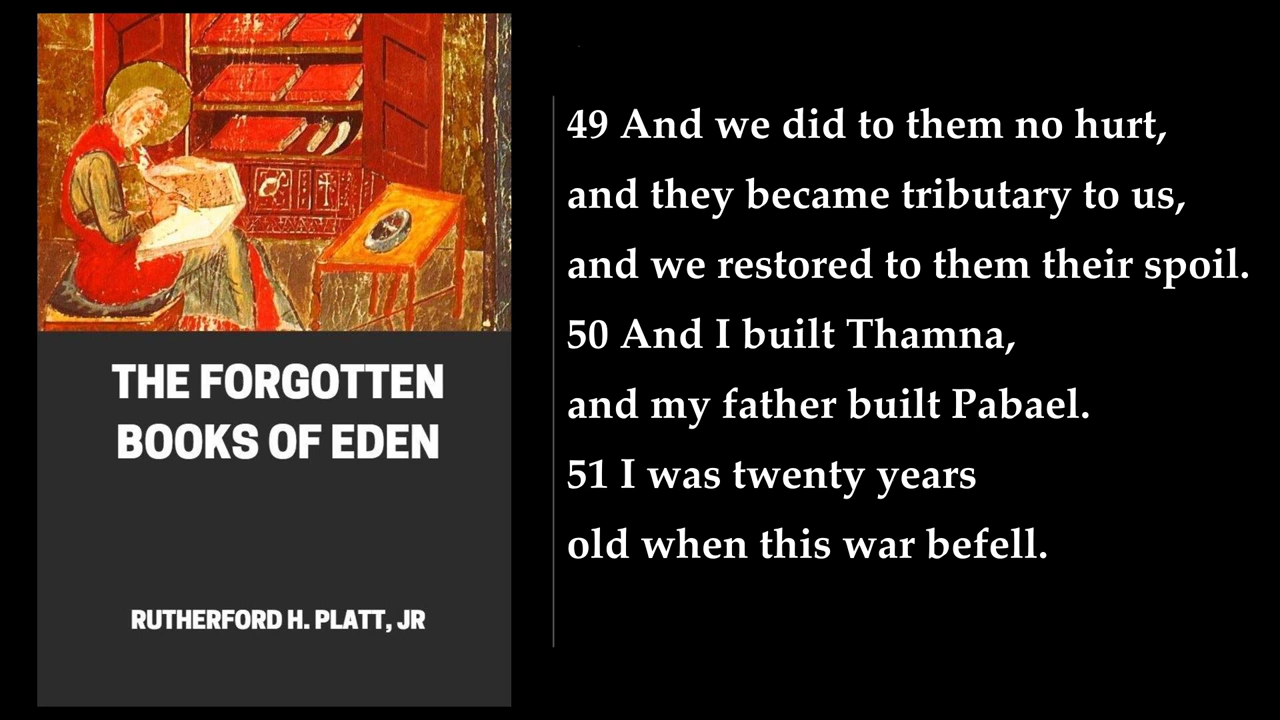 THE FORGOTTEN
BOOKS OF EDEN
RUTHERFORD H. PLATT, JR
49 And we did to them no hurt,
and they became tributary to us,
and we restored to them their spoil.
50 And I built Thamna,
and my father built Pabael.
51 I was twenty years
old when this war befell.